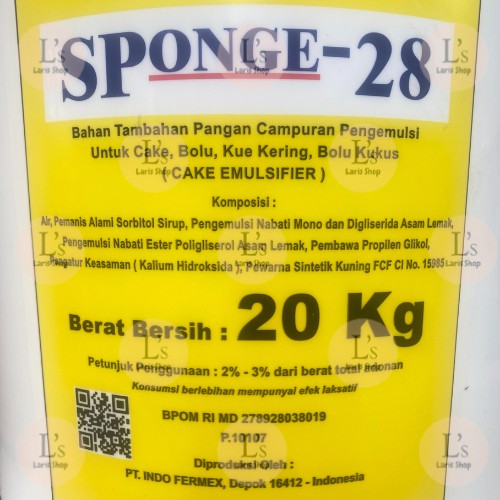 SPONGE-28
Bahan Tambahan Pangan Campuran Pengemulsi
Untuk Cake, Bolu, Kue Kering, Bolu Kukus
( CAKE EMULSIFIER )
Komposisi :
Air, Pemanis Alami Sorbitol Sirup, Pengemulsi Nabati Mono dan Digliserida Asam Lemak,
Pengemulsi Nabati Ester Poligliserol Asam Lemak, Pembawa Propilen Glikol,
Pengatur Keasaman ( Kalium Hidroksida ), Pewarna Sintetik Kuning FCF CI No. 15985
Berat Bersih : 20 Kg
Petunjuk Penggunaan : 2% - 3% dari berat total adonan
Konsumsi berlebihan mempunyai efek laksatif
BPOM RI MD 278928038019
P.10107
Diproduksi Oleh :
PT. INDO FERMEX, Depok 16412 - Indonesia
L's
Laris Shop